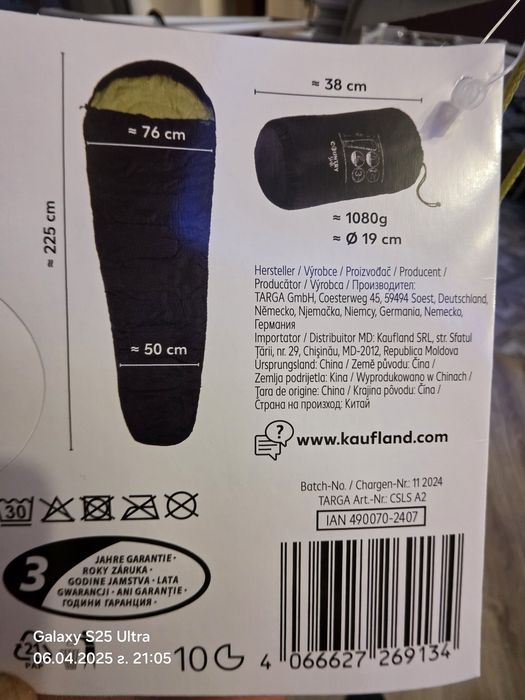 ≈ 38 cm
≈ 76 cm
≈ 225 cm
COUNTRY
≈ 1080g
≈ Ø 19 cm
≈ 50 cm
Hersteller / Výrobce / Proizvođač / Producent /
Producător / Výrobca / Производител:
TARGA GmbH, Coesterweg 45, 59494 Soest, Deutschland,
Německo, Njemačka, Niemcy, Germania, Nemecko,
Германия
Importator / Distribuitor MD: Kaufland SRL, str. Sfatul
Țării, nr. 29, Chișinău, MD-2012, Republica Moldova
Ursprungsland: China / Země původu: Čína /
Zemlja podrijetla: Kina / Wyprodukowano w Chinach /
Țara de origine: China / Krajina pôvodu: Čína /
Страна на произход: Китай
?
www.kaufland.com
Batch-No. / Chargen-Nr.: 11 2024
TARGA Art.-Nr.: CSLS A2
IAN 490070-2407
30
3
JAHRE GARANTIE •
ROKY ZÁRUKA •
GODINE JAMSTVA • LATA
GWARANCJI • ANI GARANȚIE •
ГОДИНИ ГАРАНЦИЯ •
21
PAP
10
4 066627 269134
Galaxy S25 Ultra
06.04.2025 г. 21:05